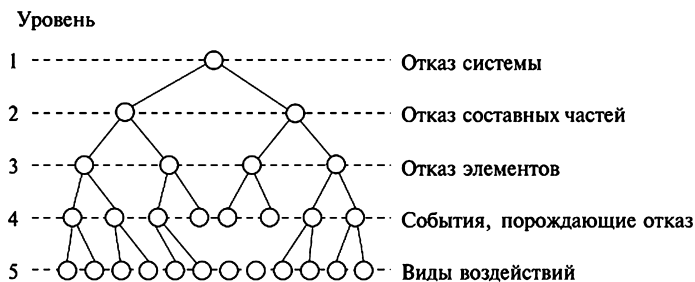 Уровень
1 Отказ системы
2 Отказ составных частей
3 Отказ элементов
4 События, порождающие отказ
5 Виды воздействий